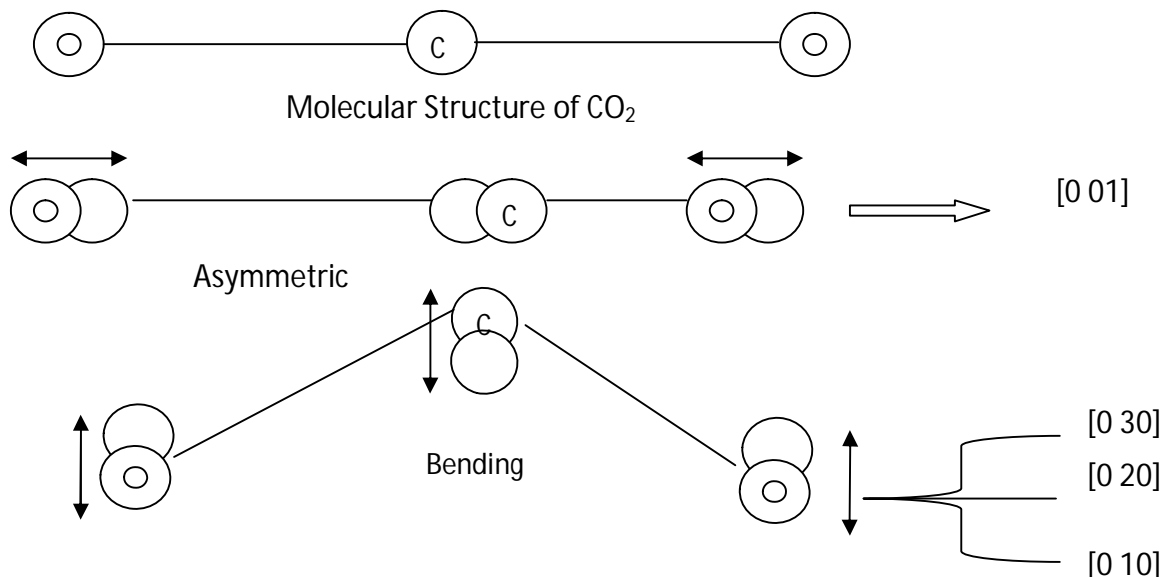 C
Molecular Structure of CO₂
C
[0 01]
Asymmetric
C
[0 30]
Bending
[0 20]
[0 10]